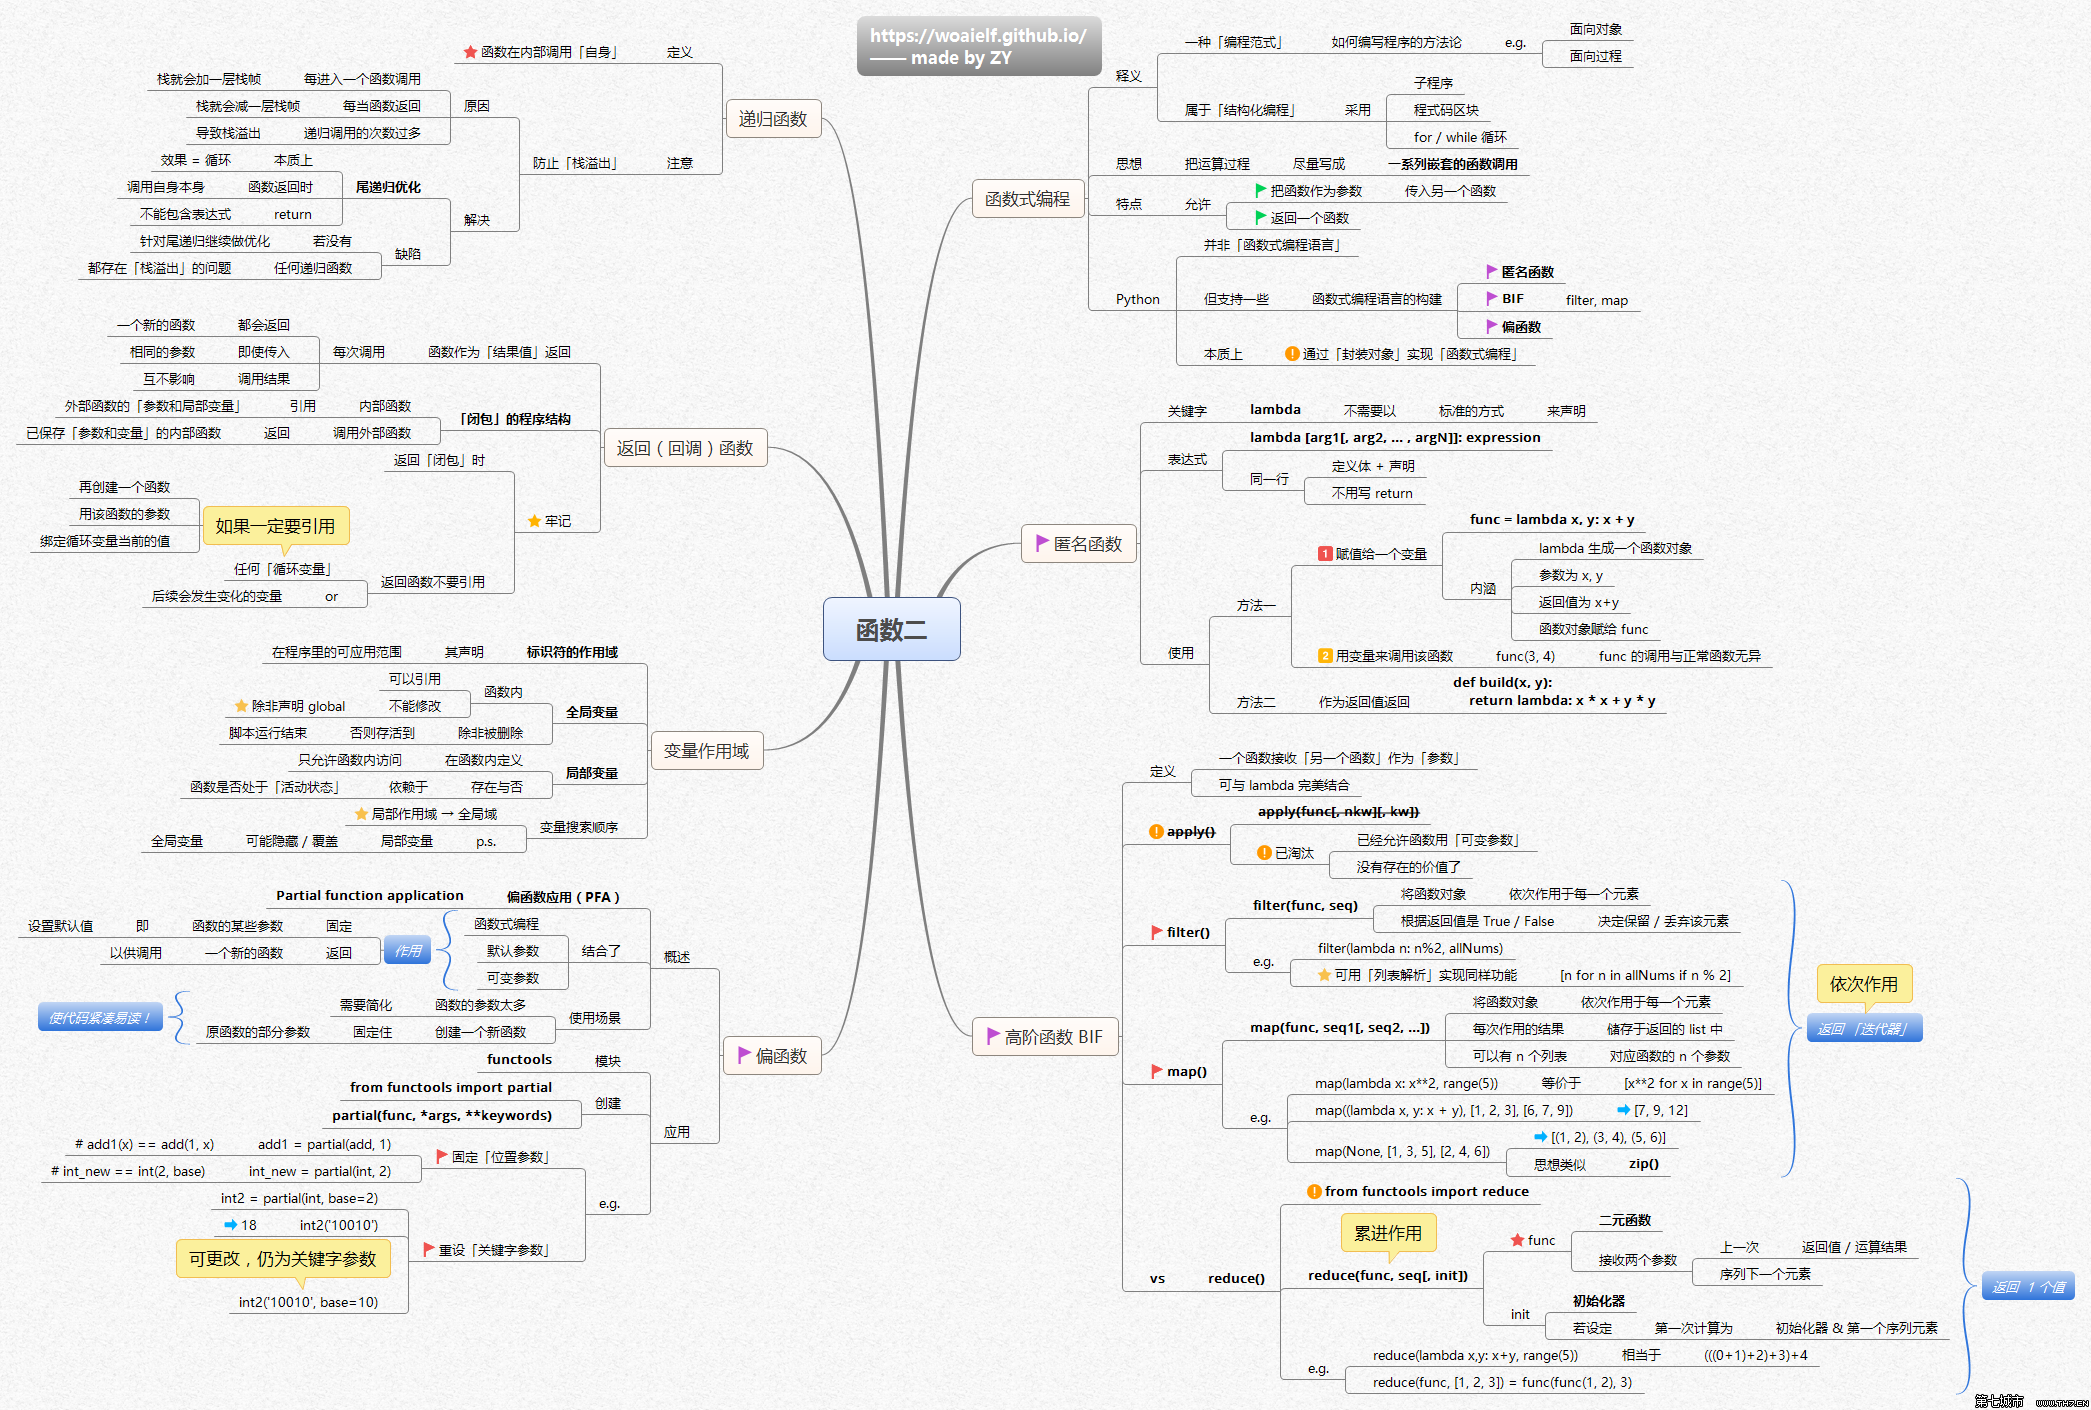 https://woaielf.github.io/
—— made by ZY
函数二
递归函数
函数在内部调用「自身」 定义
栈就会加一层栈帧 每进入一个函数调用
栈就会减一层栈帧 每当函数返回 原因
导致栈溢出 递归调用的次数过多
防止「栈溢出」 注意
效果 = 循环 本质上
调用自身本身 函数返回时 尾递归优化
不能包含表达式 return
解决
针对尾递归继续做优化 若没有
缺陷
都存在「栈溢出」的问题 任何递归函数
返回（回调）函数
一个新的函数 都会返回
相同的参数 即使传入 每次调用 函数作为「结果值」返回
互不影响 调用结果
外部函数的「参数和局部变量」 引用 内部函数
「闭包」的程序结构
已保存「参数和变量」的内部函数 返回 调用外部函数
返回「闭包」时
牢记
再创建一个函数
用该函数的参数
绑定循环变量当前的值
如果一定要引用
任何「循环变量」
返回函数不要引用
后续会发生变化的变量 or
变量作用域
在程序里的可应用范围 其声明 标识符的作用域
可以引用
函数内
除非声明 global 不能修改
全局变量
脚本运行结束 否则存活到 除非被删除
只允许函数内访问 在函数内定义
局部变量
函数是否处于「活动状态」 依赖于 存在与否
局部作用域 → 全局域
变量搜索顺序
全局变量 可能隐藏 / 覆盖 局部变量 p.s.
偏函数
Partial function application 偏函数应用（PFA）
设置默认值 即 函数的某些参数 固定
以供调用 一个新的函数 返回
作用
函数式编程
默认参数 结合了
可变参数
概述
使代码紧凑易读！
需要简化 函数的参数太多
使用场景
原函数的部分参数 固定住 创建一个新函数
functools 模块
from functools import partial
创建
partial(func, *args, **keywords)
应用
# add1(x) == add(1, x) add1 = partial(add, 1)
固定「位置参数」
# int_new == int(2, base) int_new = partial(int, 2)
e.g.
int2 = partial(int, base=2)
18 int2('10010')
重设「关键字参数」
可更改，仍为关键字参数
int2('10010', base=10)
函数式编程
释义
一种「编程范式」 如何编写程序的方法论 e.g.
面向对象
面向过程
属于「结构化编程」 采用
子程序
程式码区块
for / while 循环
思想 把运算过程 尽量写成 一系列嵌套的函数调用
特点 允许
把函数作为参数 传入另一个函数
返回一个函数
Python
并非「函数式编程语言」
但支持一些 函数式编程语言的构建
匿名函数
BIF filter, map
偏函数
本质上 通过「封装对象」实现「函数式编程」
匿名函数
关键字 lambda 不需要以 标准的方式 来声明
表达式
lambda [arg1[, arg2, ... , argN]]: expression
同一行
定义体 + 声明
不用写 return
使用
方法一
1 赋值给一个变量
func = lambda x, y: x + y
内涵
lambda 生成一个函数对象
参数为 x, y
返回值为 x+y
函数对象赋给 func
2 用变量来调用该函数 func(3, 4) func 的调用与正常函数无异
方法二 作为返回值返回
def build(x, y):
return lambda: x * x + y * y
高阶函数 BIF
定义
一个函数接收「另一个函数」作为「参数」
可与 lambda 完美结合
apply()
apply(func[, nkw][, kw])
已淘汰
已经允许函数用「可变参数」
没有存在的价值了
filter()
filter(func, seq)
将函数对象 依次作用于每一个元素
根据返回值是 True / False 决定保留 / 丢弃该元素
e.g.
filter(lambda n: n%2, allNums)
可用「列表解析」实现同样功能 [n for n in allNums if n % 2]
map()
map(func, seq1[, seq2, ...])
将函数对象 依次作用于每一个元素
每次作用的结果 储存于返回的 list 中
可以有 n 个列表 对应函数的 n 个参数
e.g.
map(lambda x: x**2, range(5)) 等价于 [x**2 for x in range(5)]
map((lambda x, y: x + y), [1, 2, 3], [6, 7, 9]) [7, 9, 12]
map(None, [1, 3, 5], [2, 4, 6])
[(1, 2), (3, 4), (5, 6)]
思想类似 zip()
依次作用
返回 「迭代器」
vs reduce()
from functools import reduce
累进作用
reduce(func, seq[, init])
func
二元函数
接收两个参数
上一次 返回值 / 运算结果
序列下一个元素
init
初始化器
若设定 第一次计算为 初始化器 & 第一个序列元素
e.g.
reduce(lambda x,y: x+y, range(5)) 相当于 (((0+1)+2)+3)+4
reduce(func, [1, 2, 3]) = func(func(1, 2), 3)
返回 1 个值
第七城市 WWW.TH7.CN